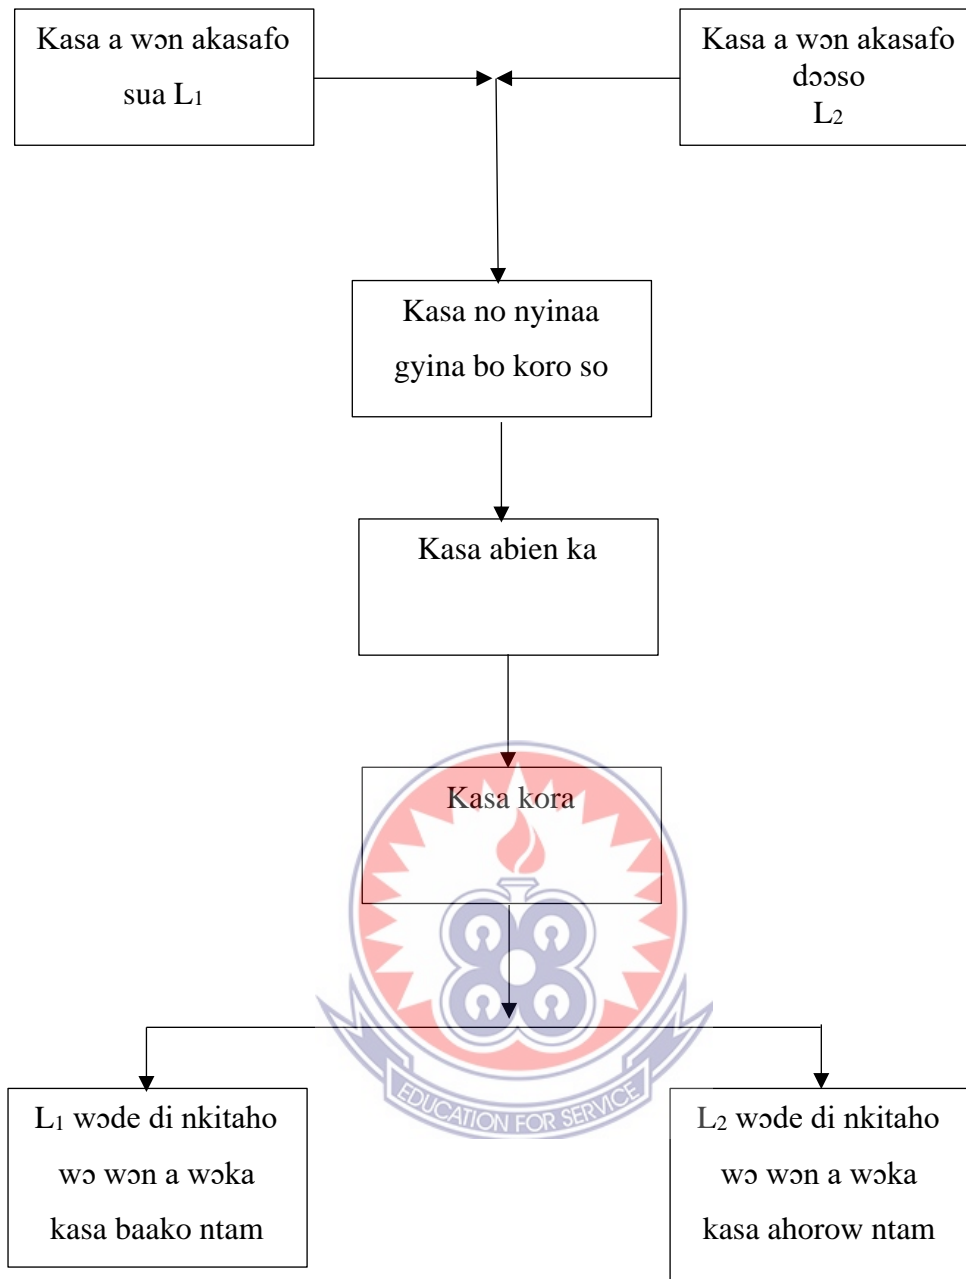 Kasa a wɔn akasafo
sua L₁
Kasa a wɔn akasafo
dɔɔso
L₂
Kasa no nyinaa
gyina bo koro so
Kasa abien ka
Kasa kora
EDUCATION FOR SERVICE
L₁ wɔde di nkitaho
wɔ wɔn a wɔka
kasa baako ntam
L₂ wɔde di nkitaho
wɔ wɔn a wɔka
kasa ahorow ntam